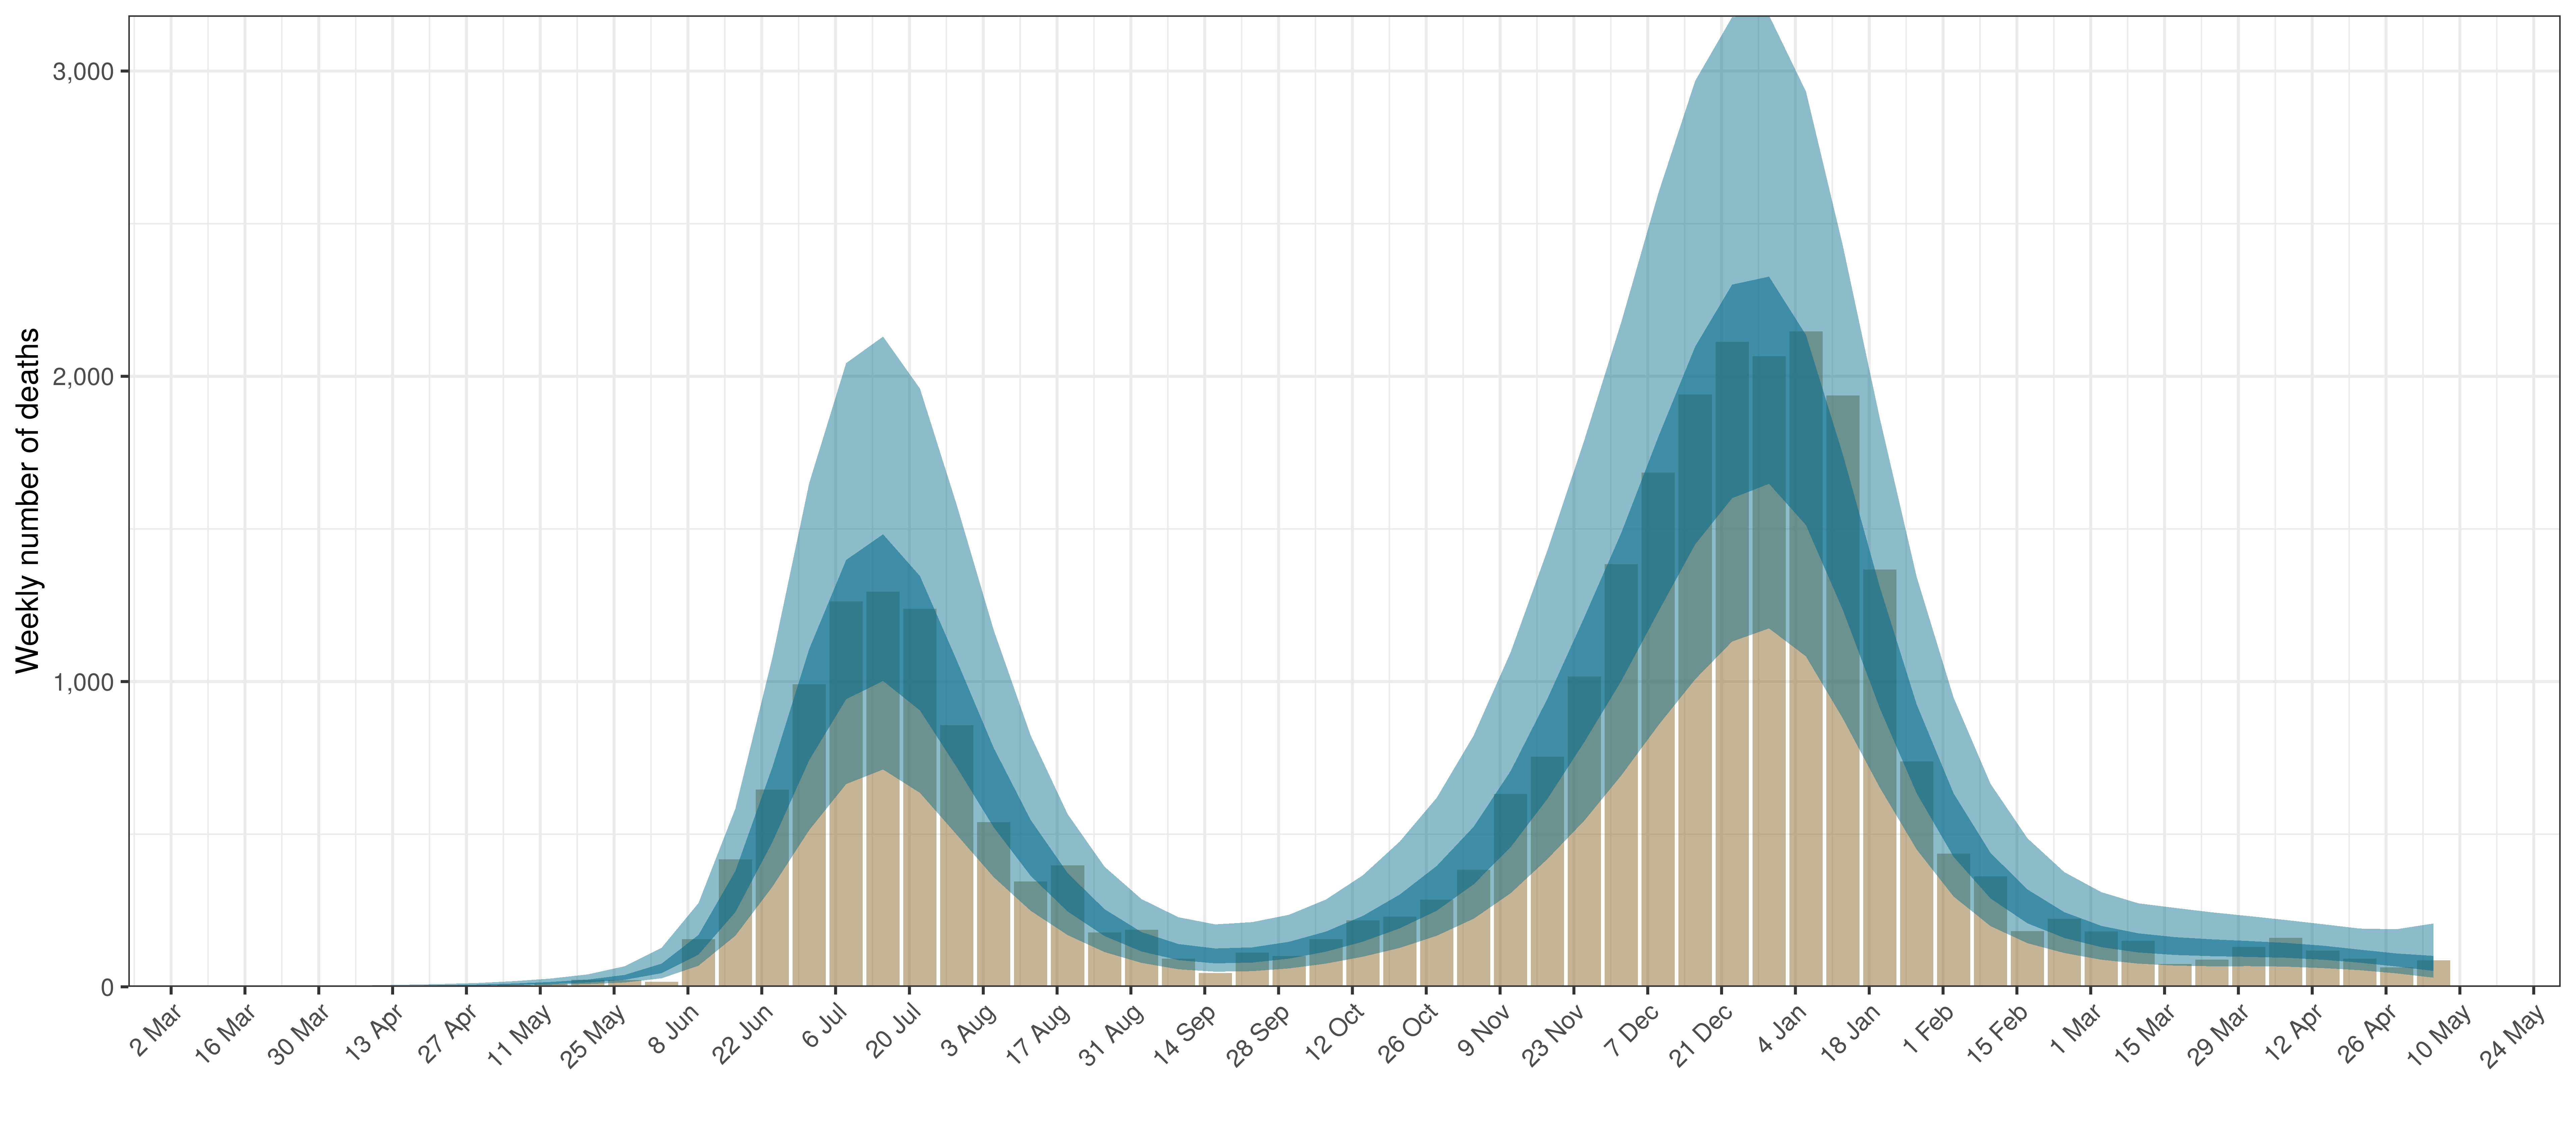 Weekly number of deaths
3,000
2,000
1,000
0
2 Mar
16 Mar
30 Mar
13 Apr
27 Apr
11 May
25 May
8 Jun
22 Jun
6 Jul
20 Jul
3 Aug
17 Aug
31 Aug
14 Sep
28 Sep
12 Oct
26 Oct
9 Nov
23 Nov
7 Dec
21 Dec
4 Jan
18 Jan
1 Feb
15 Feb
1 Mar
15 Mar
29 Mar
12 Apr
26 Apr
10 May
24 May